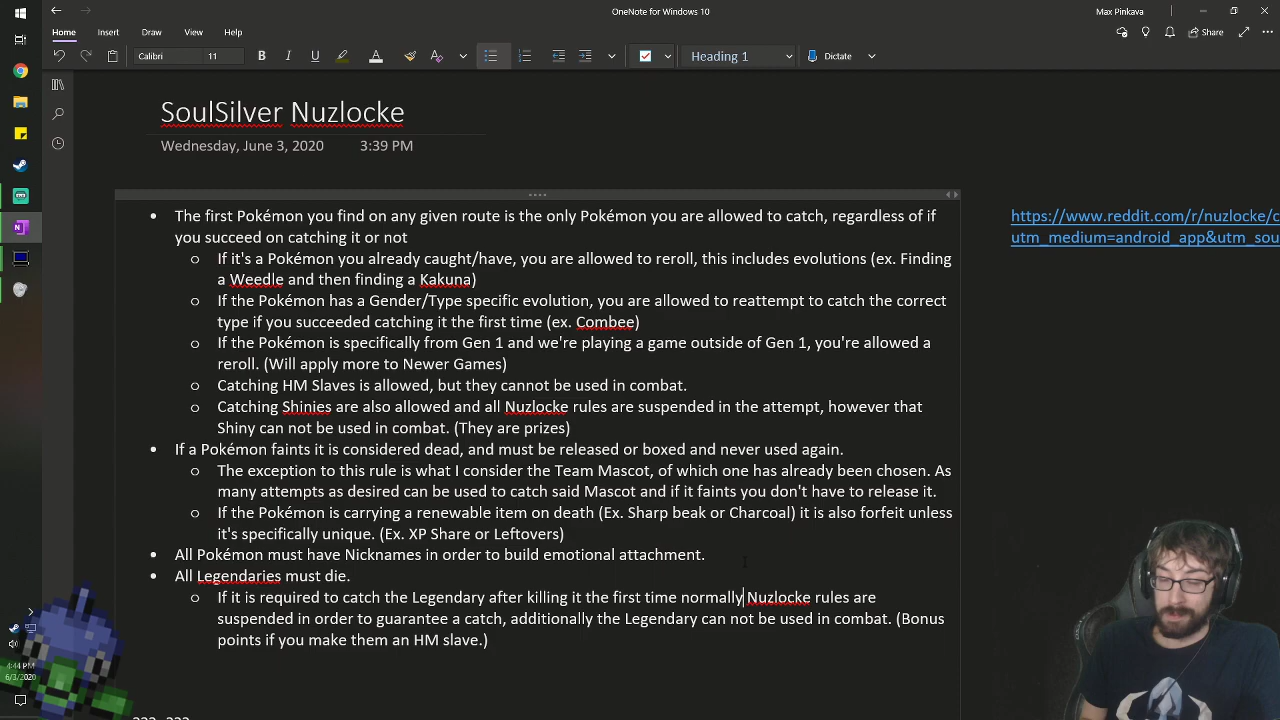 OneNote for Windows 10
Max Pinkava
Home Insert Draw View Help
Share
Calibri 11 B I U A A Heading 1 Dictate
SoulSilver Nuzlocke
Wednesday, June 3, 2020 3:39 PM
• The first Pokémon you find on any given route is the only Pokémon you are allowed to catch, regardless of if
you succeed on catching it or not
o If it's a Pokémon you already caught/have, you are allowed to reroll, this includes evolutions (ex. Finding
a Weedle and then finding a Kakuna)
o If the Pokémon has a Gender/Type specific evolution, you are allowed to reattempt to catch the correct
type if you succeeded catching it the first time (ex. Combee)
o If the Pokémon is specifically from Gen 1 and we're playing a game outside of Gen 1, you're allowed a
reroll. (Will apply more to Newer Games)
o Catching HM Slaves is allowed, but they cannot be used in combat.
o Catching Shinies are also allowed and all Nuzlocke rules are suspended in the attempt, however that
Shiny can not be used in combat. (They are prizes)
• If a Pokémon faints it is considered dead, and must be released or boxed and never used again.
o The exception to this rule is what I consider the Team Mascot, of which one has already been chosen. As
many attempts as desired can be used to catch said Mascot and if it faints you don't have to release it.
o If the Pokémon is carrying a renewable item on death (Ex. Sharp beak or Charcoal) it is also forfeit unless
it's specifically unique. (Ex. XP Share or Leftovers)
• All Pokémon must have Nicknames in order to build emotional attachment.
• All Legendaries must die.
o If it is required to catch the Legendary after killing it the first time normally Nuzlocke rules are
suspended in order to guarantee a catch, additionally the Legendary can not be used in combat. (Bonus
points if you make them an HM slave.)
https://www.reddit.com/r/nuzlocke/c
utm_medium=android_app&utm_sou
4:44 PM
6/3/2020